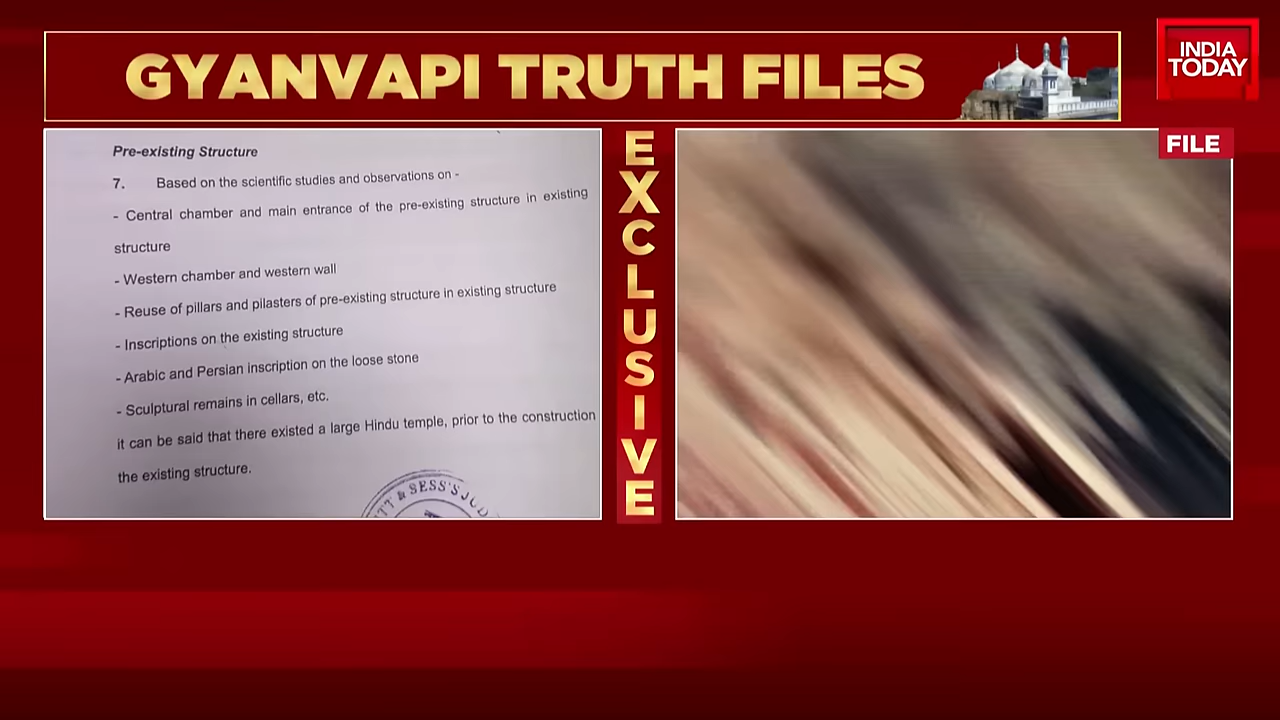 GYANVAPI TRUTH FILES
INDIA
TODAY
Pre-existing Structure
7. Based on the scientific studies and observations on -
- Central chamber and main entrance of the pre-existing structure in existing
structure
- Western chamber and western wall
- Reuse of pillars and pilasters of pre-existing structure in existing structure
- Inscriptions on the existing structure
- Arabic and Persian inscription on the loose stone
- Sculptural remains in cellars, etc.
it can be said that there existed a large Hindu temple, prior to the construction
the existing structure.
& SESS'S JUD
EXCLUSIVE
FILE